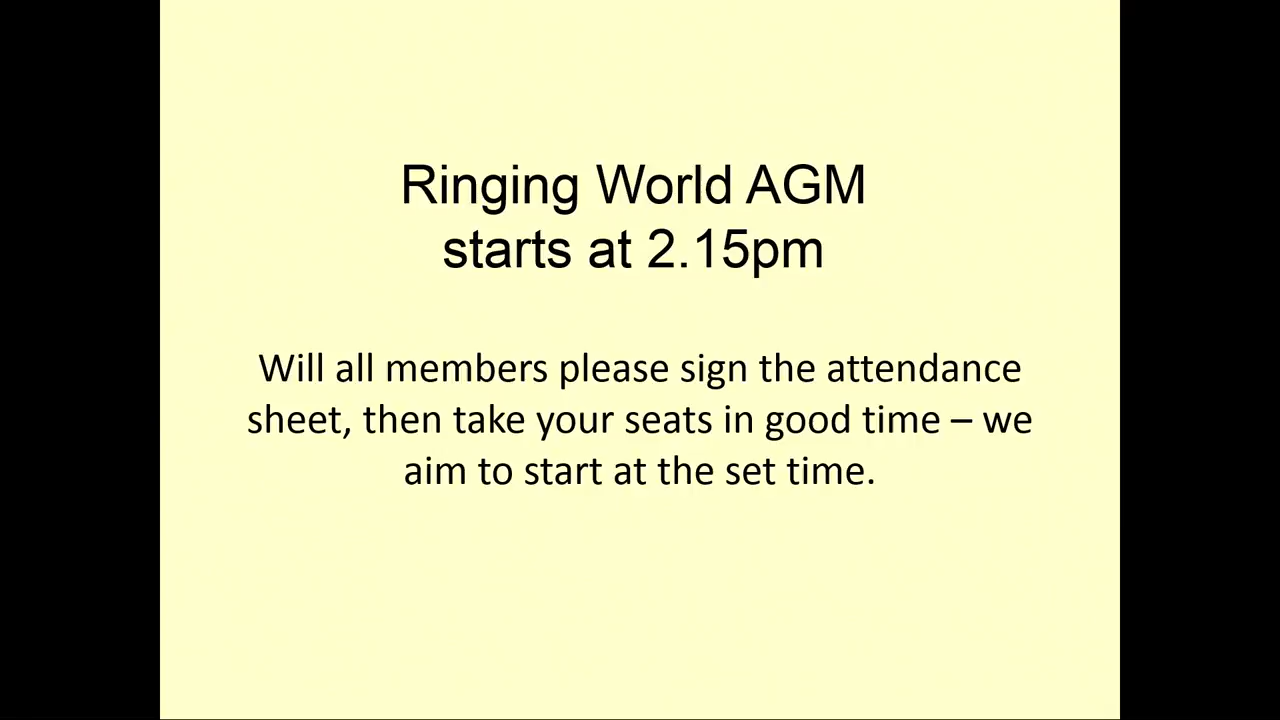 Ringing World AGM
starts at 2.15pm
Will all members please sign the attendance
sheet, then take your seats in good time – we
aim to start at the set time.